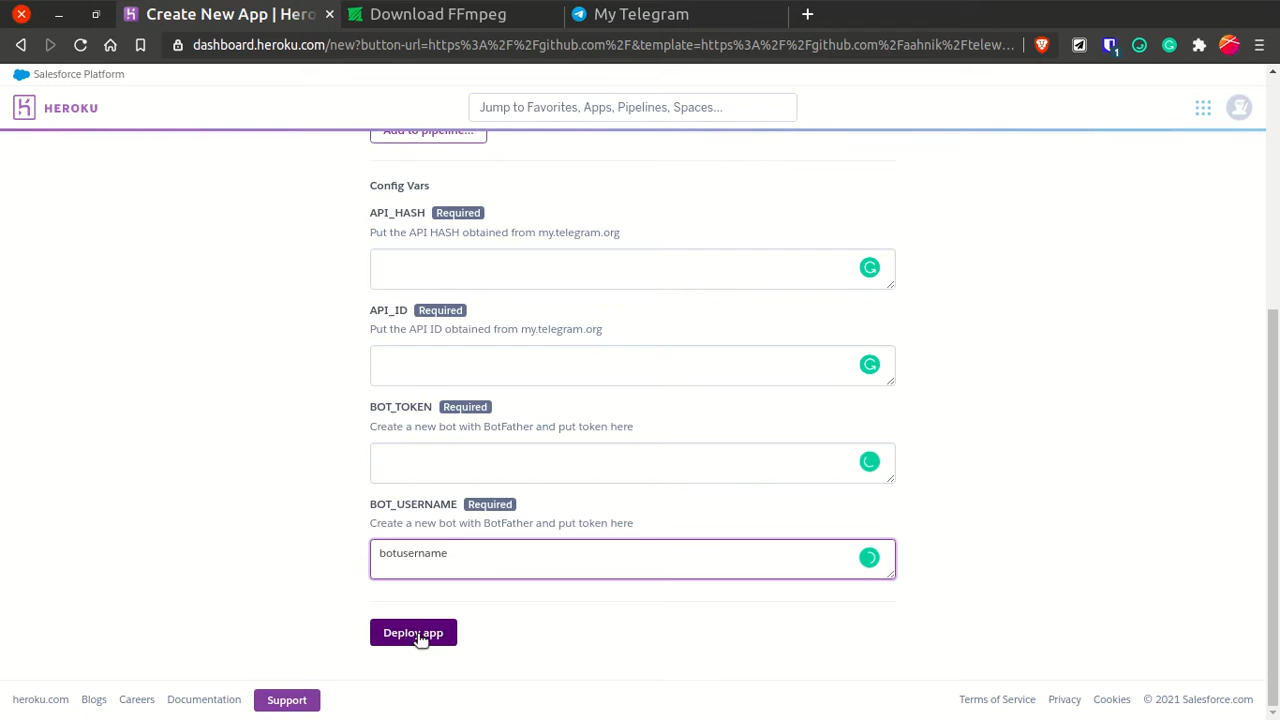 Create New App | Hero
Download FFmpeg
My Telegram
dashboard.heroku.com/new?button-url=https%3A%2F%2Fgithub.com%2F&template=https%3A%2F%2Fgithub.com%2Faahnik%2Ftelew...
1
Salesforce Platform
HEROKU
Jump to Favorites, Apps, Pipelines, Spaces...
Add to pipeline...
Config Vars
API_HASH Required
Put the API HASH obtained from my.telegram.org
API_ID Required
Put the API ID obtained from my.telegram.org
BOT_TOKEN Required
Create a new bot with BotFather and put token here
BOT_USERNAME Required
Create a new bot with BotFather and put token here
botusername
Deploy app
heroku.com Blogs Careers Documentation Support Terms of Service Privacy Cookies © 2021 Salesforce.com